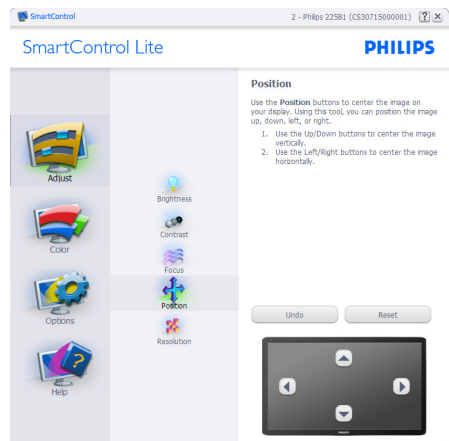 SmartControl
2 - Philips 225B1 (CS30715000001)
SmartControl Lite
PHILIPS
Position
Use the Position buttons to center the image on
your display. Using this tool, you can position the image
up, down, left, or right.
1. Use the Up/Down buttons to center the image
vertically.
2. Use the Left/Right buttons to center the image
horizontally.
Adjust
Color
Options
Help
Brightness
Contrast
Focus
Position
Resolution
Undo
Reset
PHILIPS